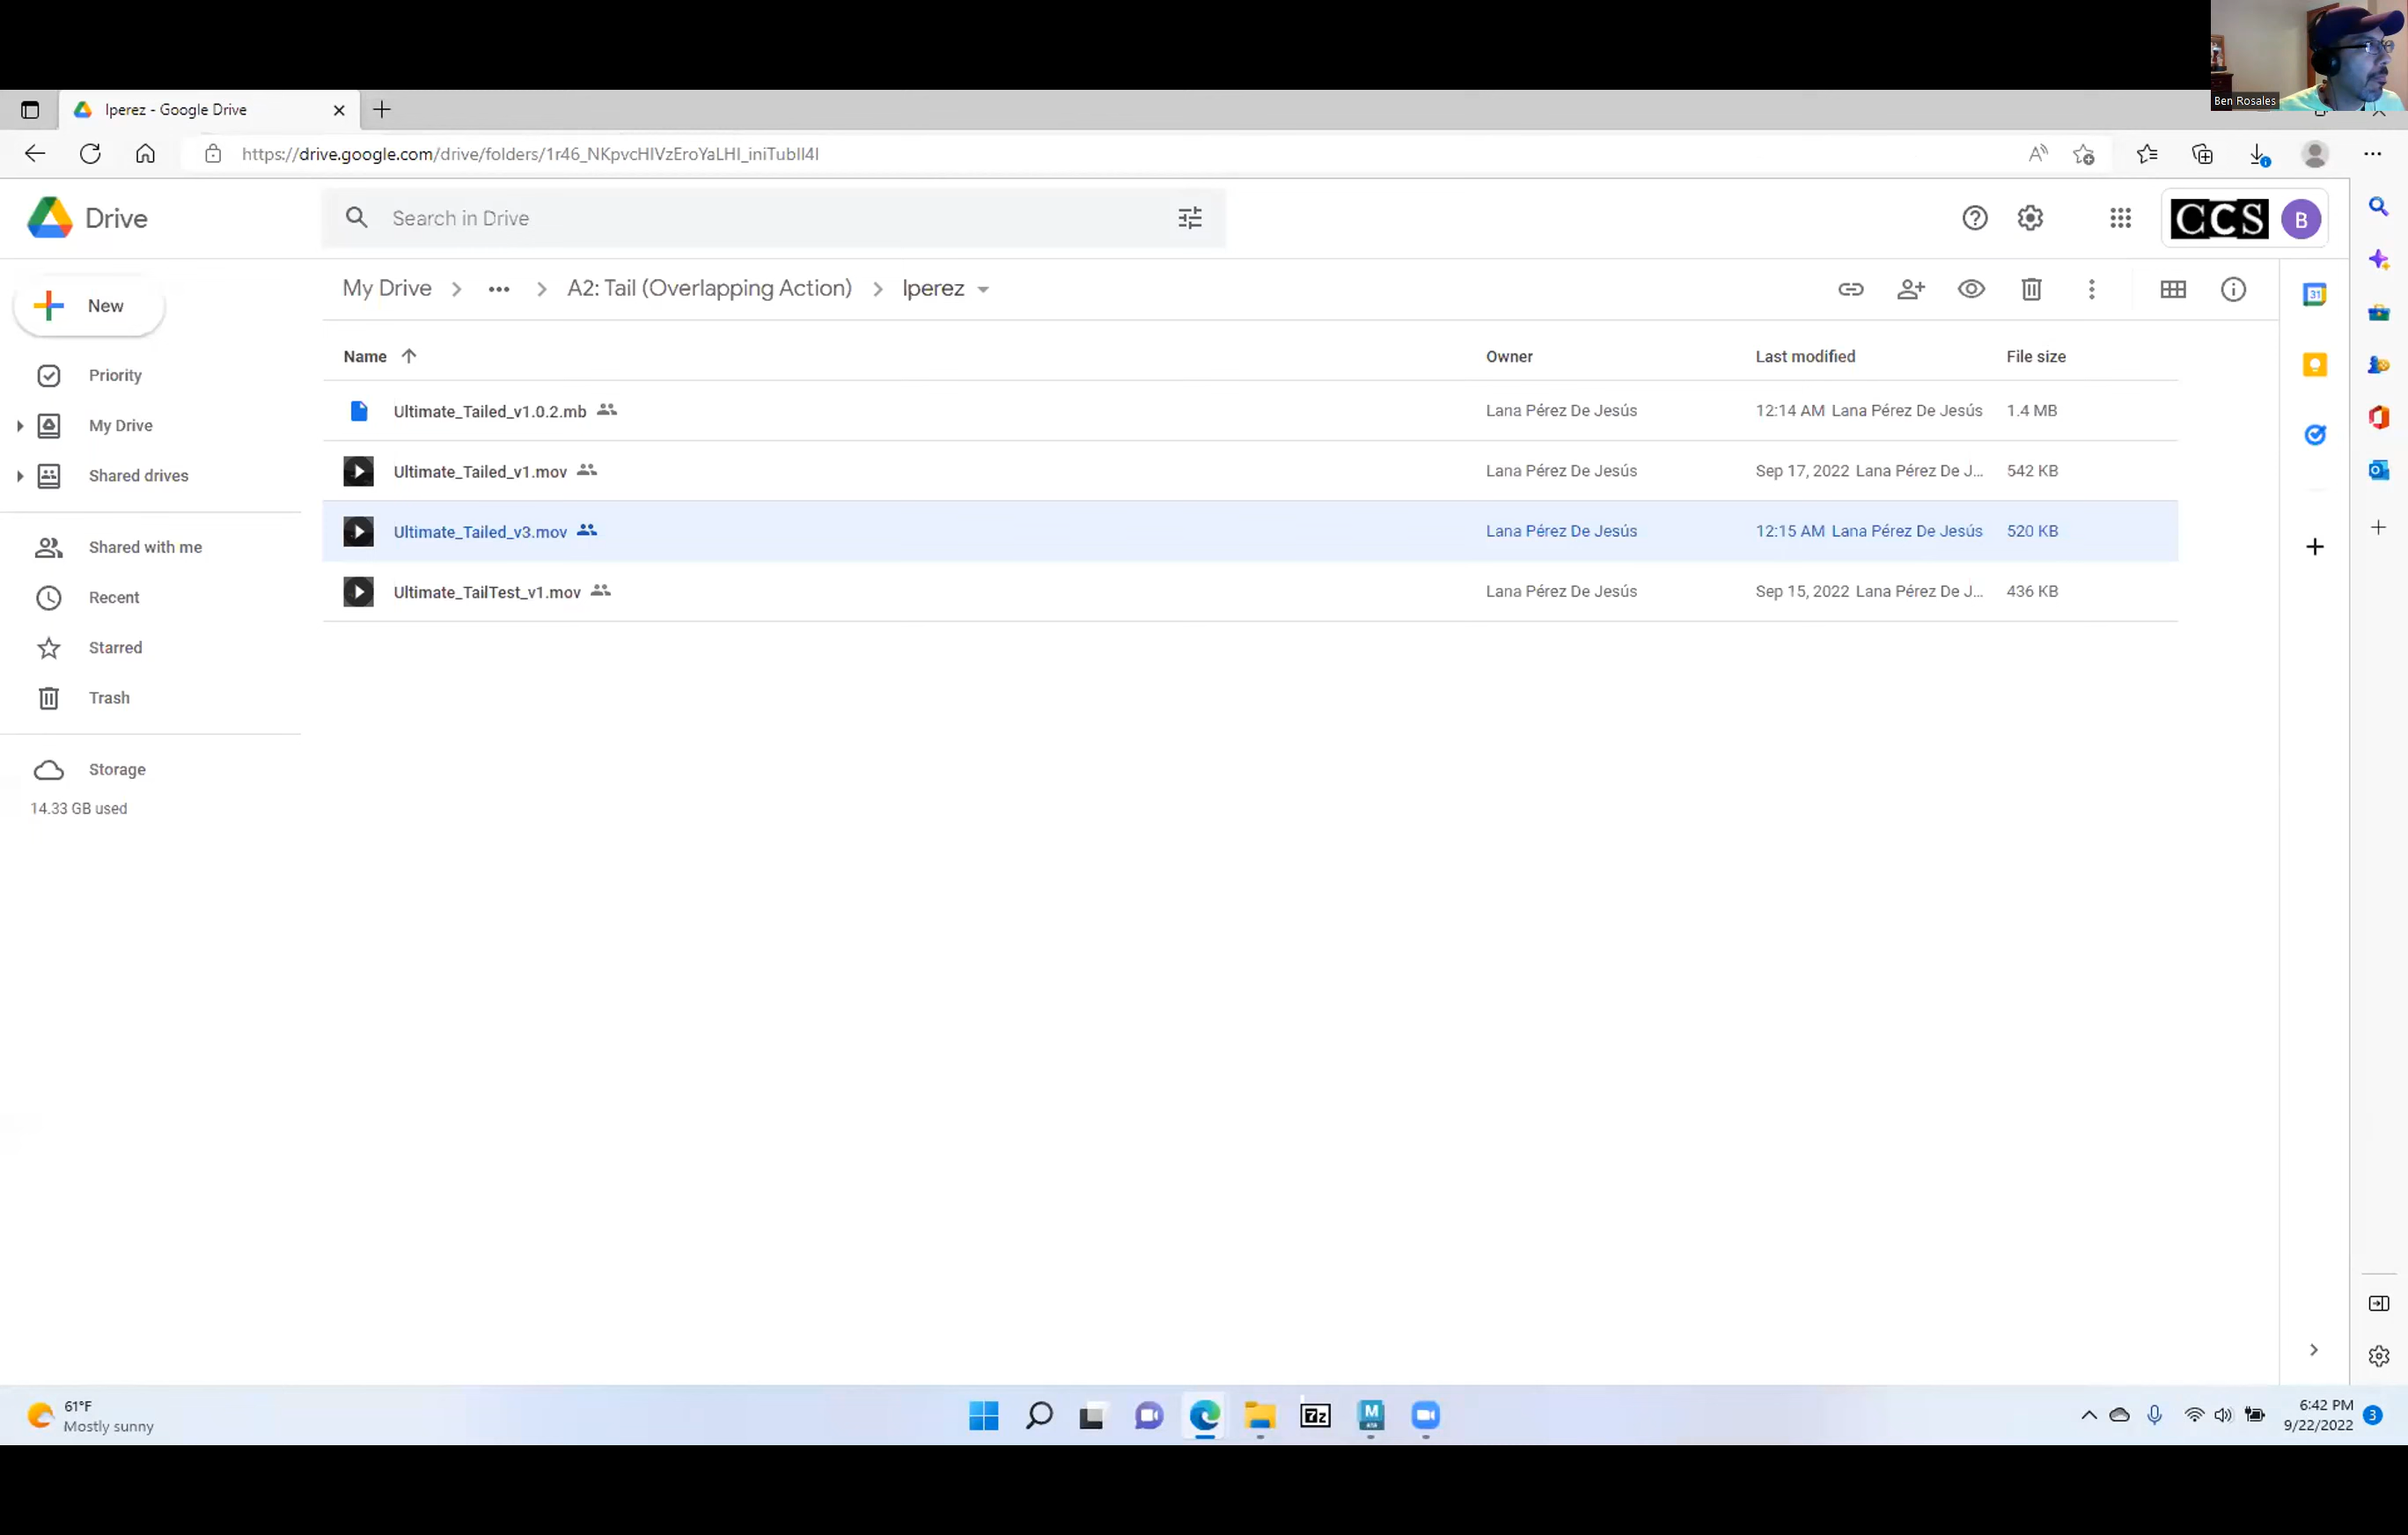 Ben Rosales
lperez - Google Drive
https://drive.google.com/drive/folders/1r46_NKpvcHIVzEroYaLHI_iniTubIl4I
Drive
Search in Drive
CCS
B
New
My Drive > ... > A2: Tail (Overlapping Action) > lperez
Name Owner Last modified File size
Ultimate_Tailed_v1.0.2.mb Lana Pérez De Jesús 12:14 AM Lana Pérez De Jesús 1.4 MB
Ultimate_Tailed_v1.mov Lana Pérez De Jesús Sep 17, 2022 Lana Pérez De J... 542 KB
Ultimate_Tailed_v3.mov Lana Pérez De Jesús 12:15 AM Lana Pérez De Jesús 520 KB
Ultimate_TailTest_v1.mov Lana Pérez De Jesús Sep 15, 2022 Lana Pérez De J... 436 KB
Priority
My Drive
Shared drives
Shared with me
Recent
Starred
Trash
Storage
14.33 GB used
31
61°F
Mostly sunny
7z
M
6:42 PM
9/22/2022
3